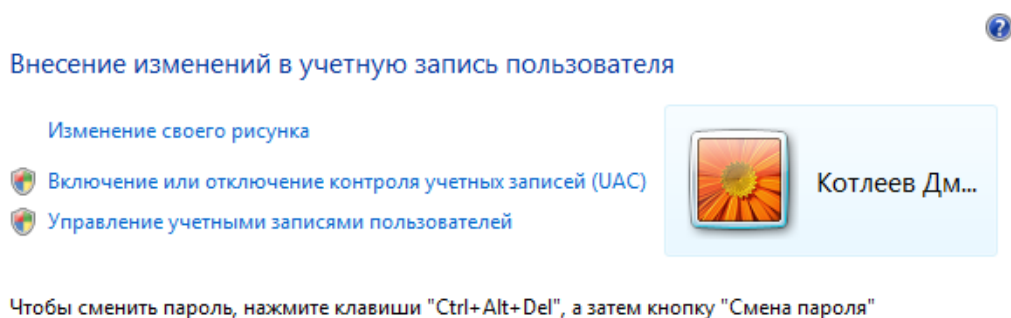 Внесение изменений в учетную запись пользователя
Изменение своего рисунка
Включение или отключение контроля учетных записей (UAC)
Управление учетными записями пользователей
Котлеев Дм...
Чтобы сменить пароль, нажмите клавиши "Ctrl+Alt+Del", а затем кнопку "Смена пароля"